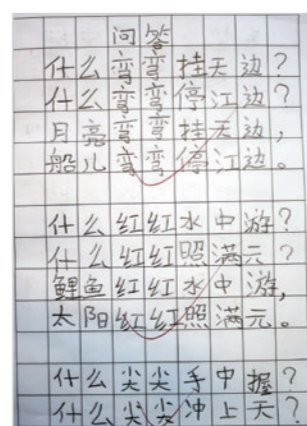 问答
什么弯弯挂天边？
什么弯弯停江边？
月亮弯弯挂天边，
船儿弯弯停江边。
什么红红水中游？
什么红红照满元？
鲤鱼红红水中游，
太阳红红照满元。
什么尖尖手中握？
什么尖尖冲上天？